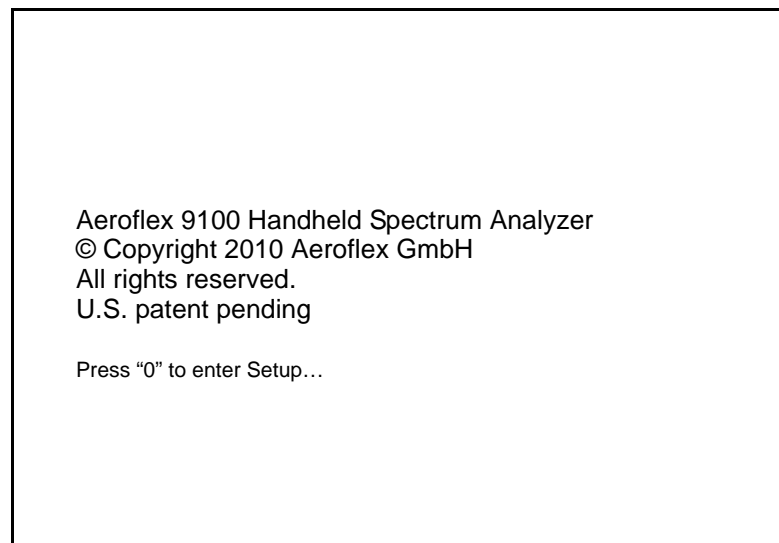 Aeroflex 9100 Handheld Spectrum Analyzer
© Copyright 2010 Aeroflex GmbH
All rights reserved.
U.S. patent pending
Press “0” to enter Setup…